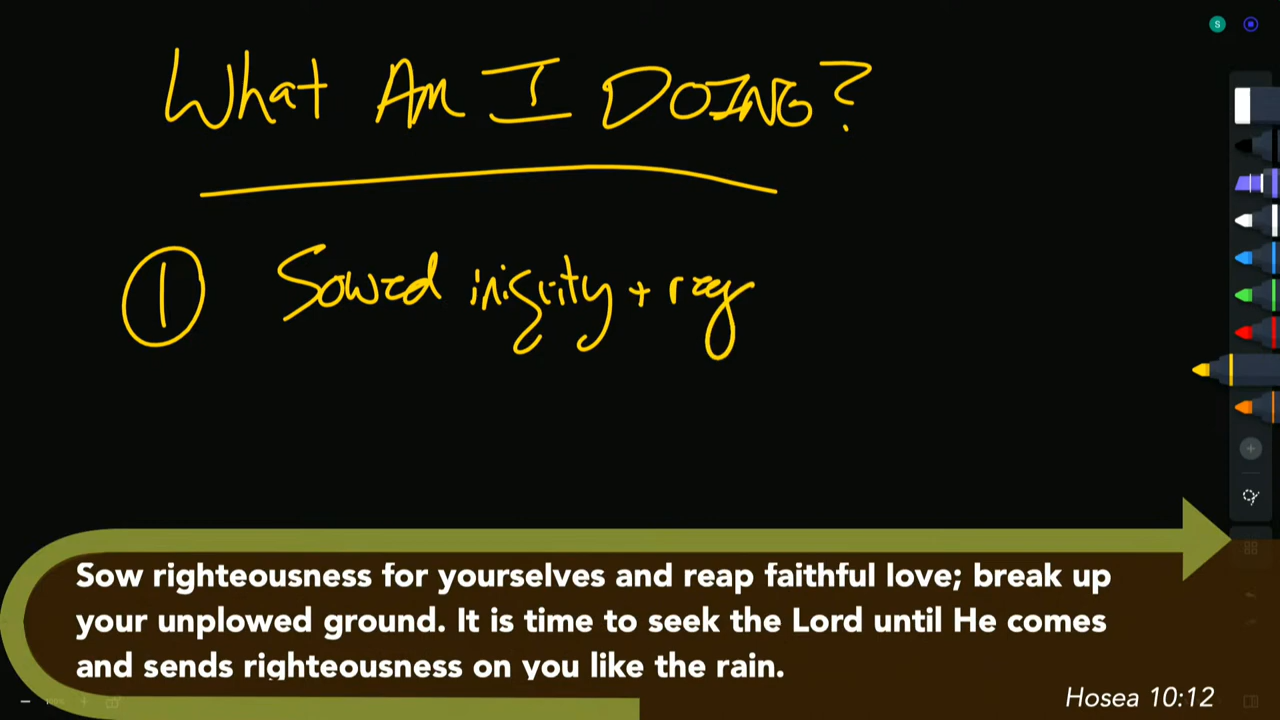 S
What Am I DOING?
1 Sowed iniquity + reap
Sow righteousness for yourselves and reap faithful love; break up
your unplowed ground. It is time to seek the Lord until He comes
and sends righteousness on you like the rain.
Hosea 10:12